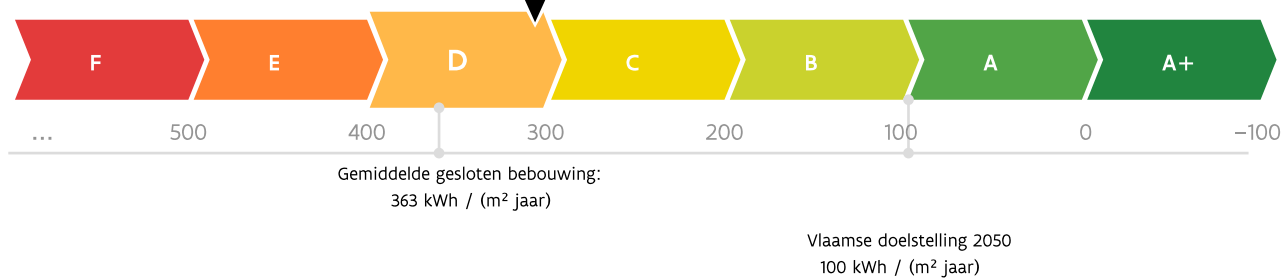 F E D C B A A+
... 500 400 300 200 100 0 −100
Gemiddelde gesloten bebouwing:
363 kWh / (m² jaar)
Vlaamse doelstelling 2050
100 kWh / (m² jaar)